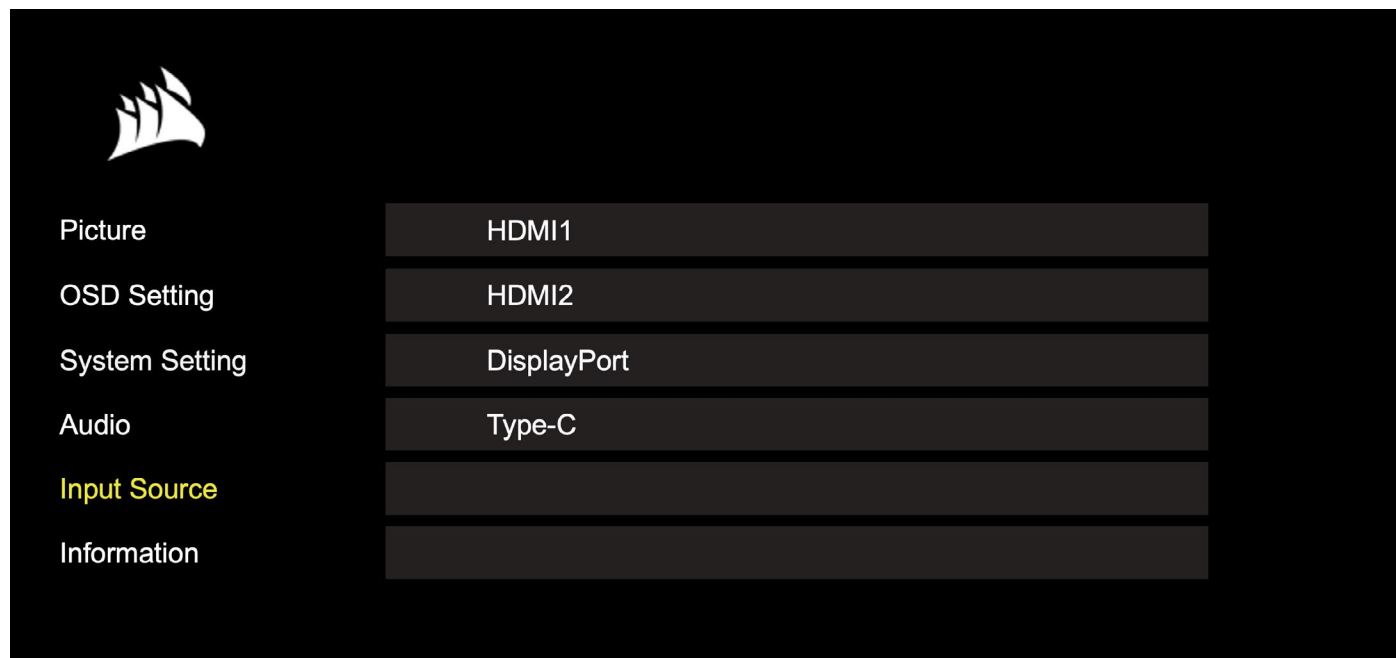 Picture
HDMI1
OSD Setting
HDMI2
System Setting
DisplayPort
Audio
Type-C
Input Source
Information